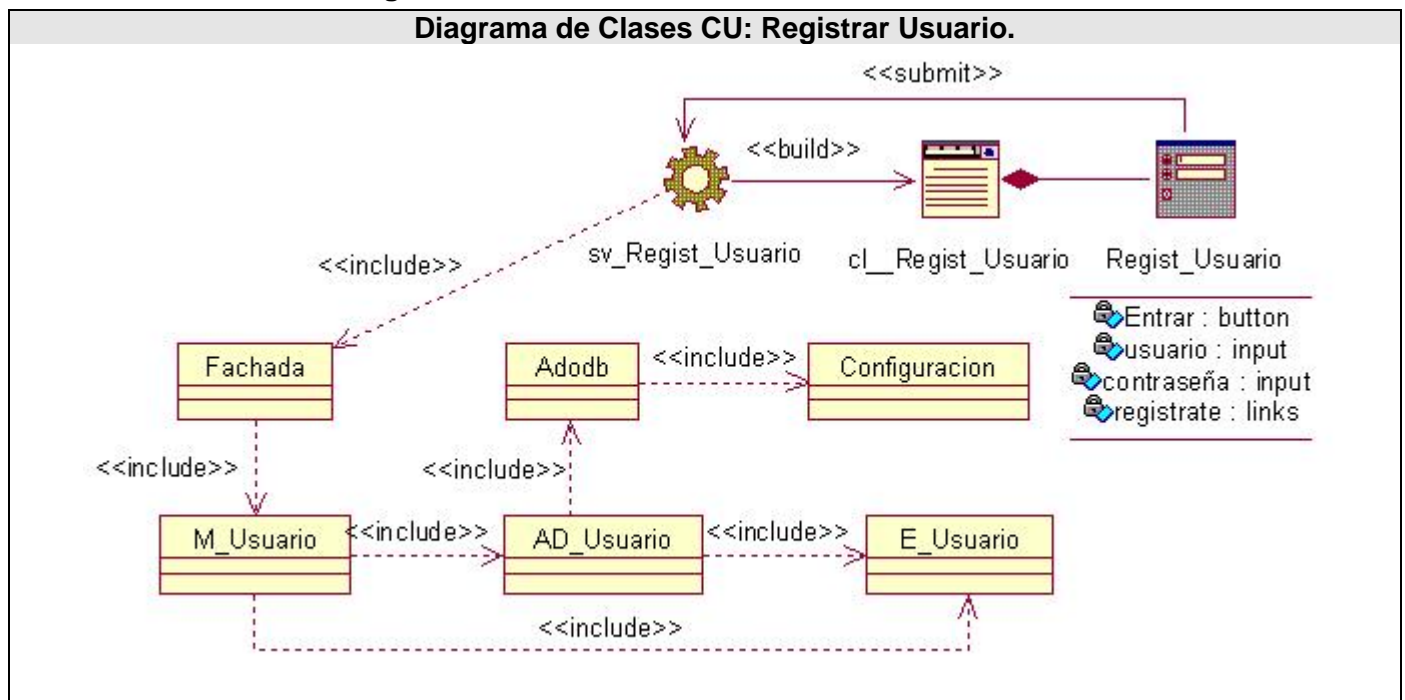 Diagrama de Clases CU: Registrar Usuario.
<<submit>>
<<build>>
sv_Regist_Usuario
cl__Regist_Usuario
Regist_Usuario
<<include>>
Entrar : button
usuario : input
contraseña : input
registrate : links
Fachada
Adodb
<<include>>
Configuracion
<<include>>
<<include>>
M_Usuario
<<include>>
AD_Usuario
<<include>>
E_Usuario
<<include>>